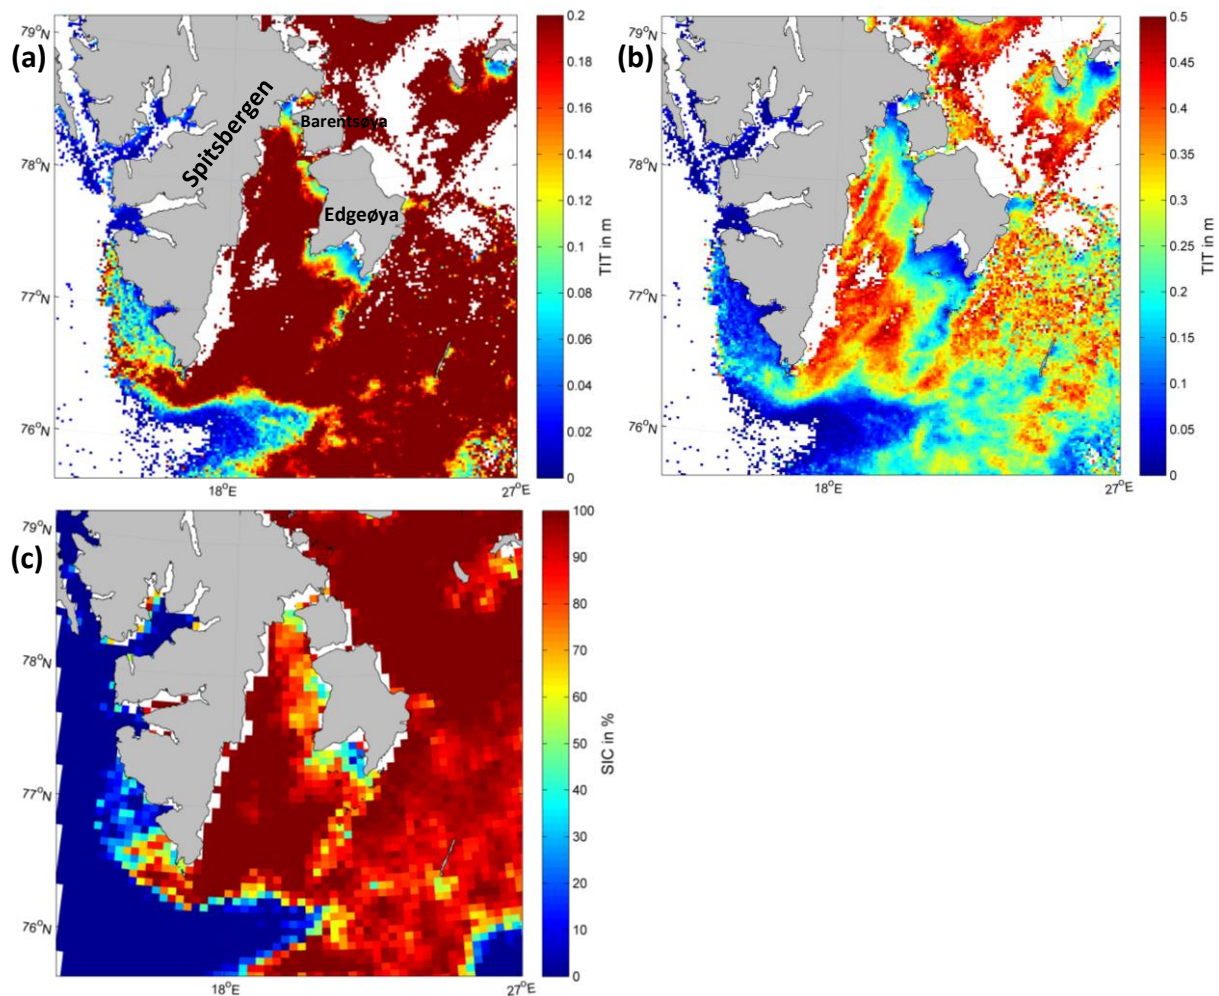 (a)
79°N
78°N
77°N
76°N
18°E
27°E
Spitsbergen
Barentsøya
Edgeøya
0.2
0.18
0.16
0.14
0.12
0.1
0.08
0.06
0.04
0.02
0
TIT in m
(b)
79°N
78°N
77°N
76°N
18°E
27°E
0.5
0.45
0.4
0.35
0.3
0.25
0.2
0.15
0.1
0.05
0
TIT in m
(c)
79°N
78°N
77°N
76°N
18°E
27°E
100
90
80
70
60
50
40
30
20
10
0
SIC in %